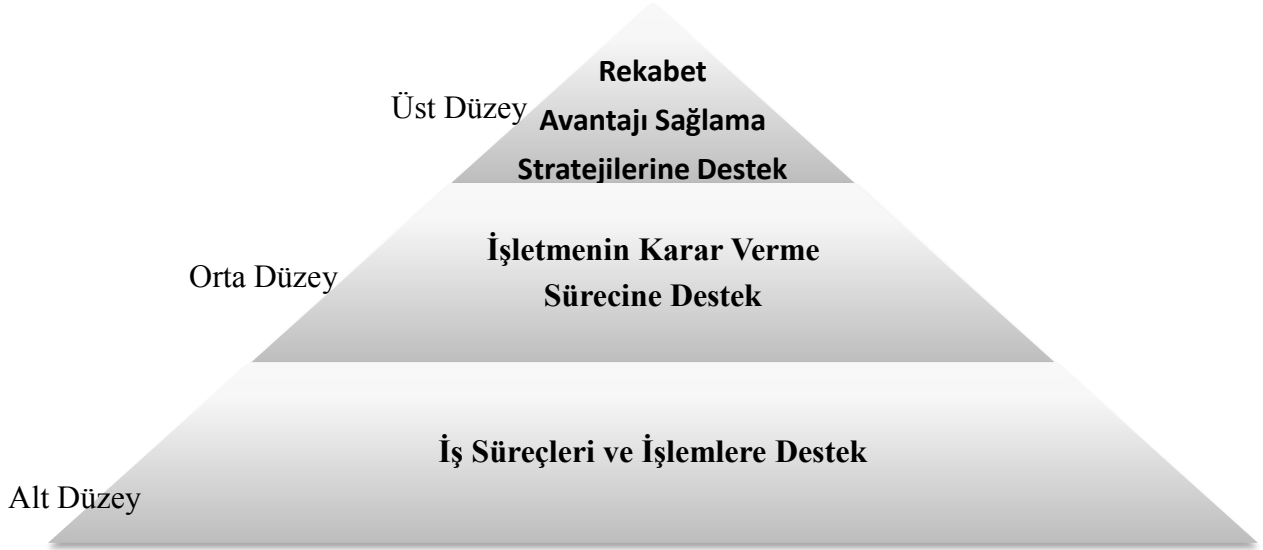 Rekabet
Üst Düzey
Avantajı Sağlama
Stratejilerine Destek
İşletmenin Karar Verme
Orta Düzey
Sürecine Destek
İş Süreçleri ve İşlemlere Destek
Alt Düzey